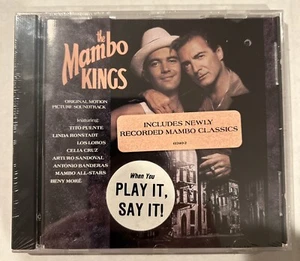 the
Mambo
KINGS
ORIGINAL MOTION
PICTURE SOUNDTRACK
featuring:
TITO PUENTE
LINDA RONSTADT
LOS LOBOS
CELIA CRUZ
ARTURO SANDOVAL
ANTONIO BANDERAS
MAMBO ALL-STARS
BENY MORÉ
INCLUDES NEWLY
RECORDED MAMBO CLASSICS
When You
PLAY IT,
SAY IT!